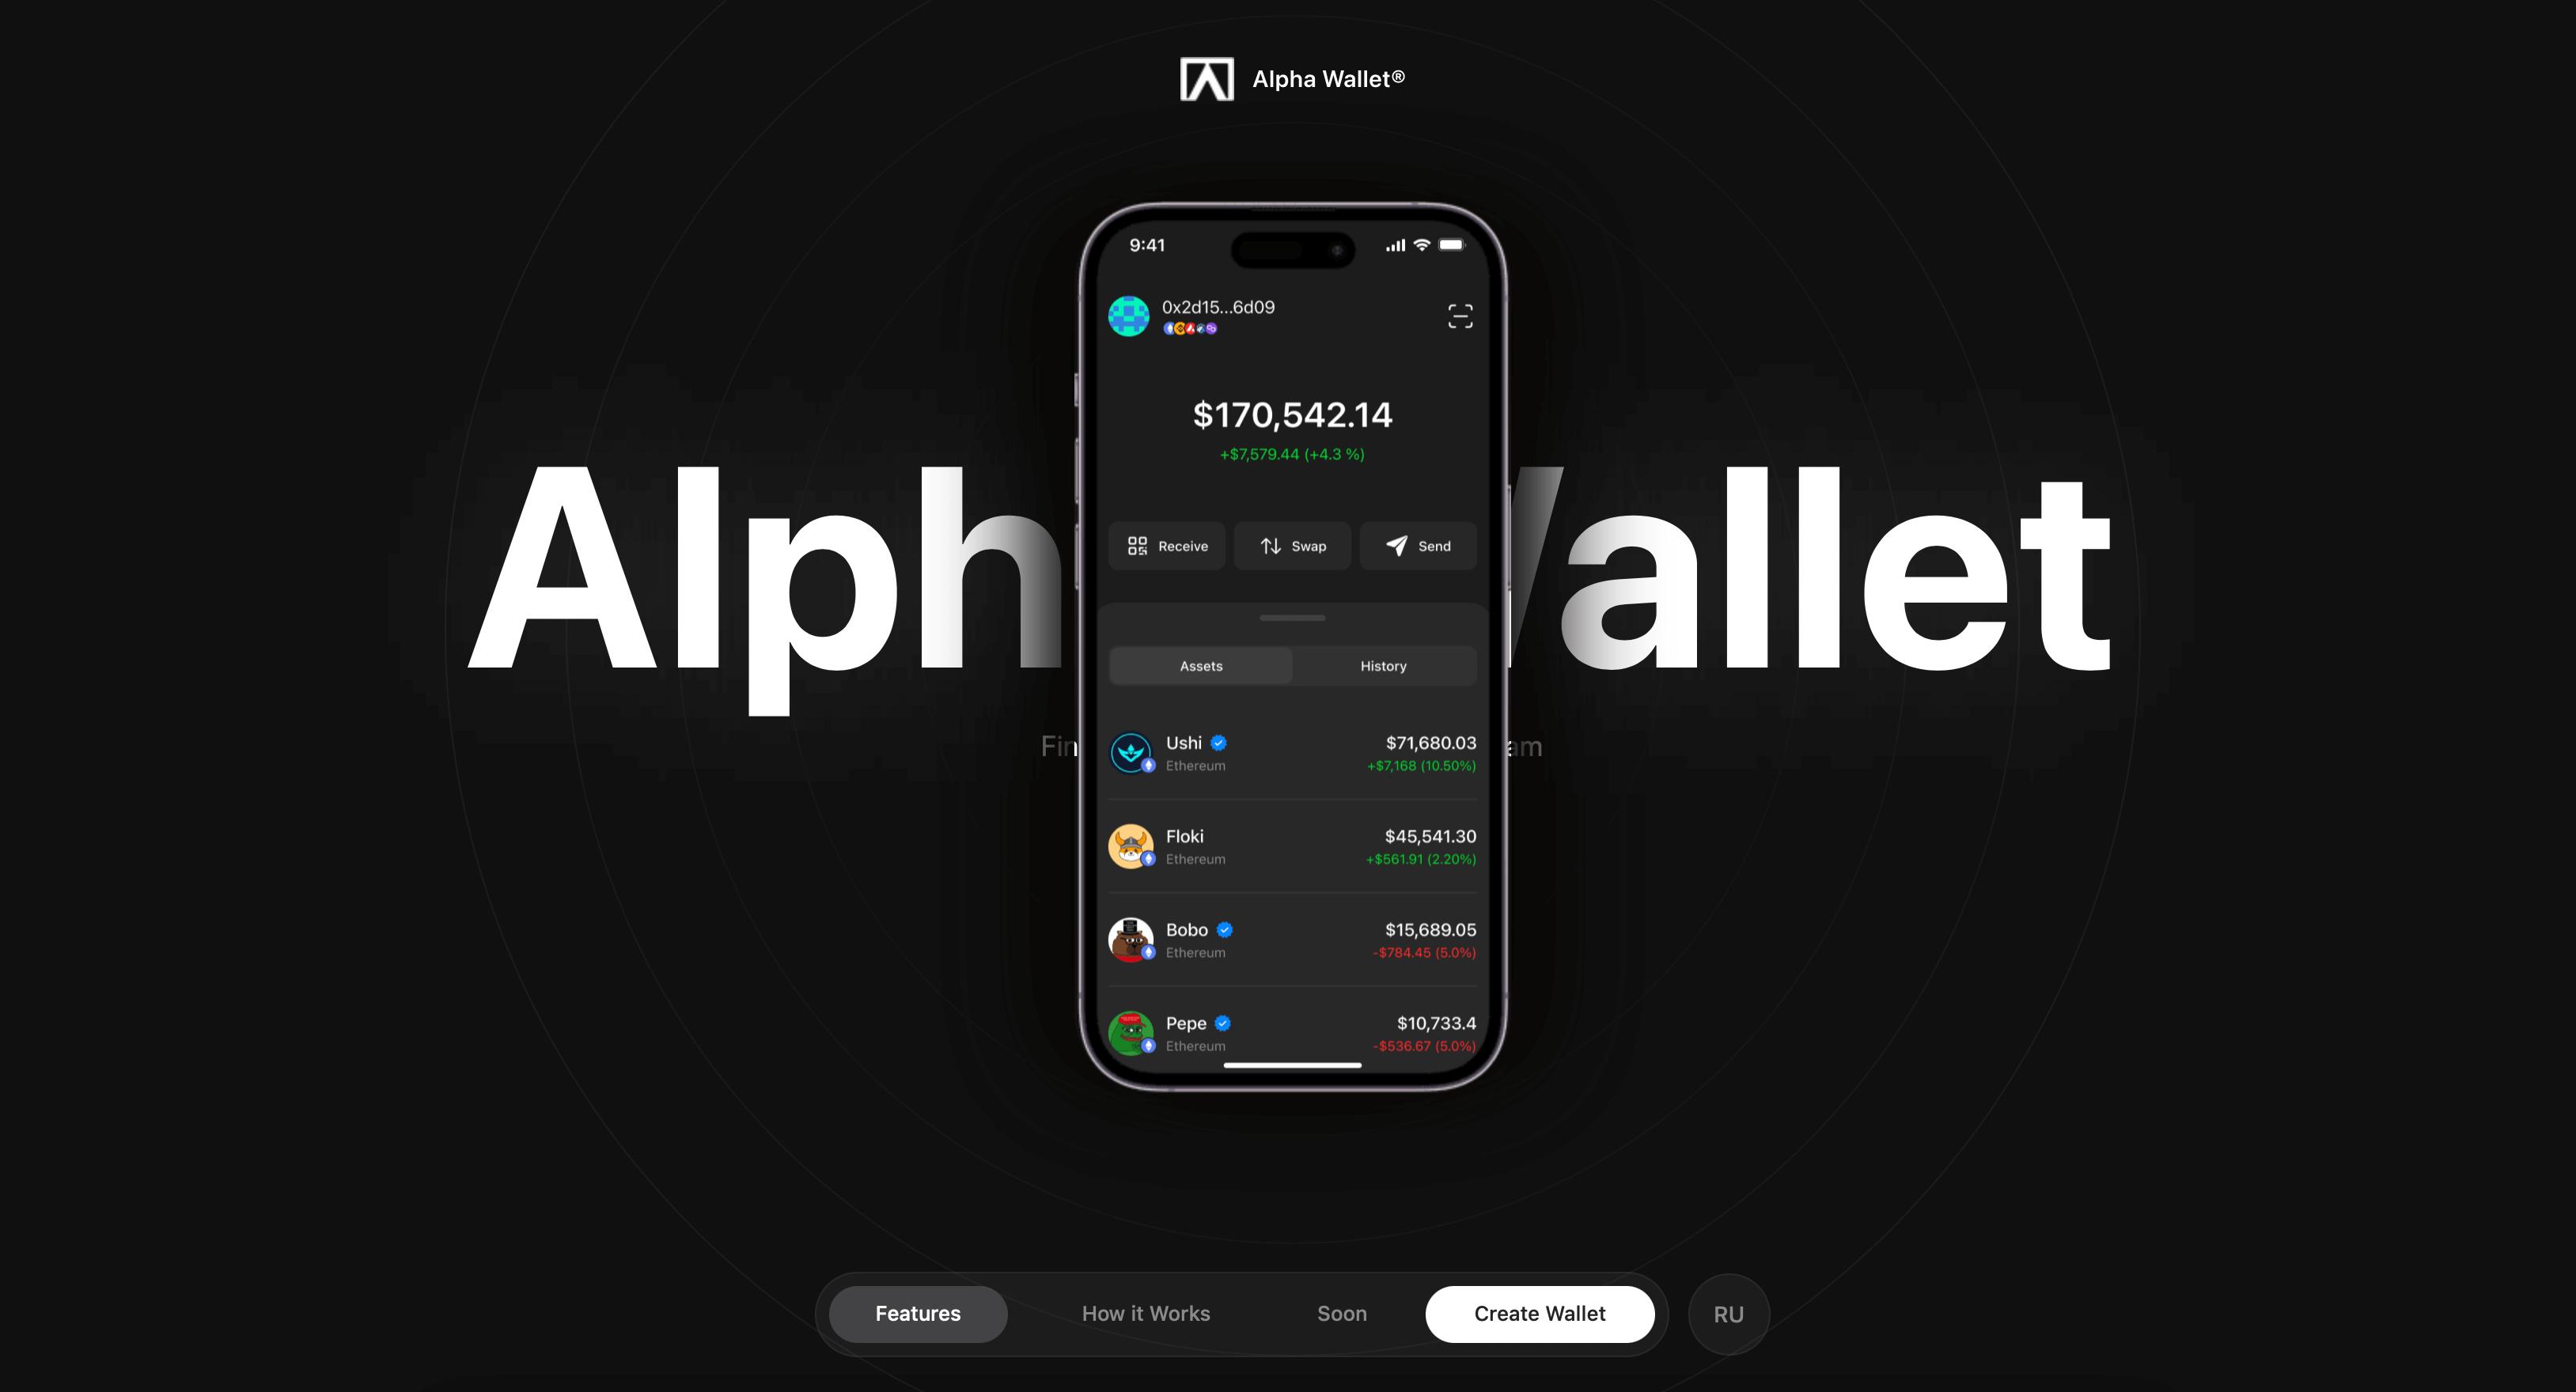 Alpha Wallet®
9:41
0x2d15...6d09
$170,542.14
+$7,579.44 (+4.3 %)
Alph allet
Receive Swap Send
Assets History
Ushi $71,680.03
Ethereum +$7,168 (10.50%)
Floki $45,541.30
Ethereum +$561.91 (2.20%)
Bobo $15,689.05
Ethereum -$784.45 (5.0%)
Pepe $10,733.4
Ethereum -$536.67 (5.0%)
Features How it Works Soon Create Wallet RU